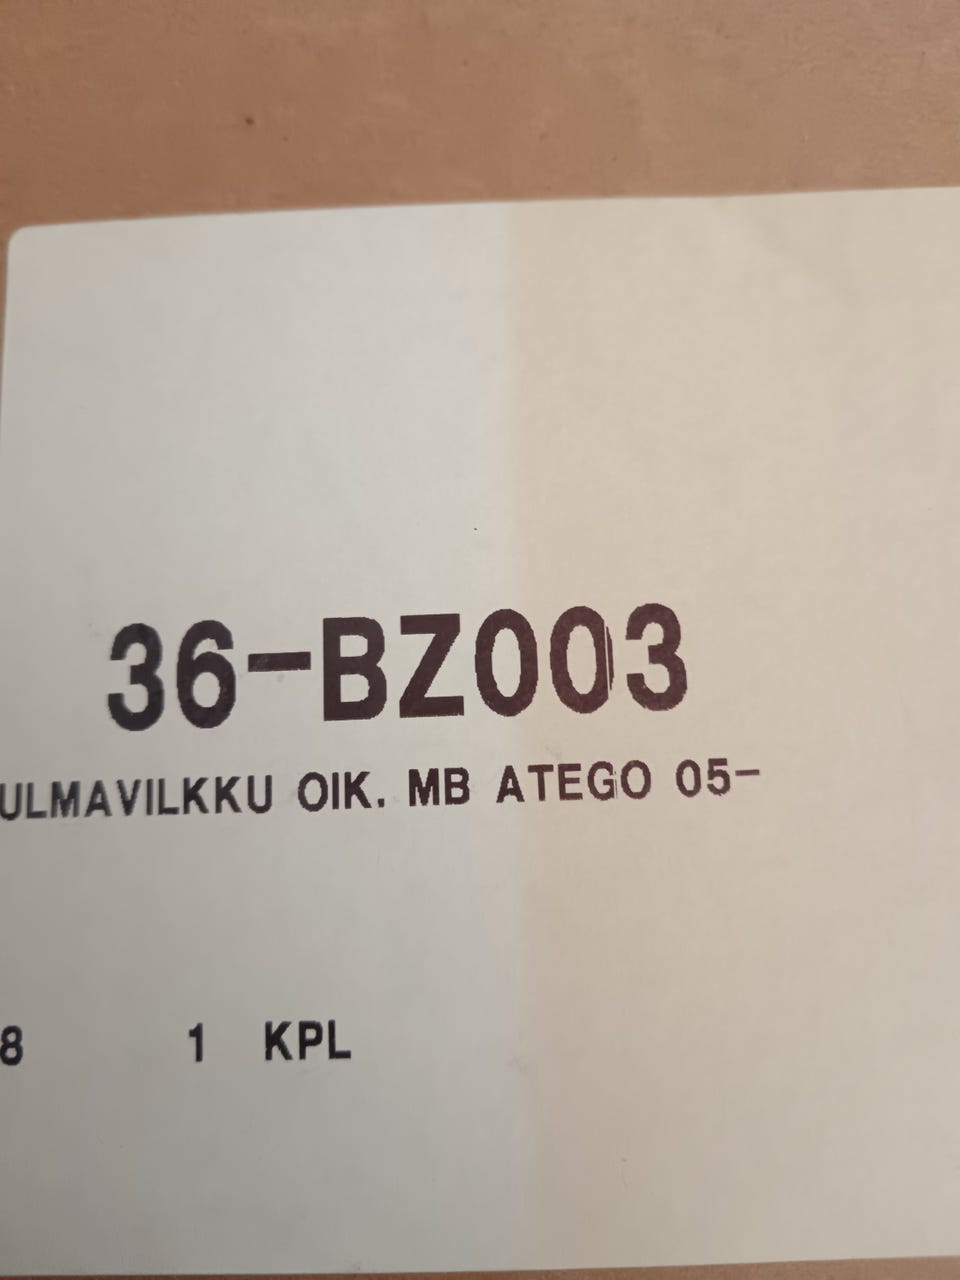 36-BZ003
ULMAVILKKU OIK. MB ATEGO 05-
8 1 KPL